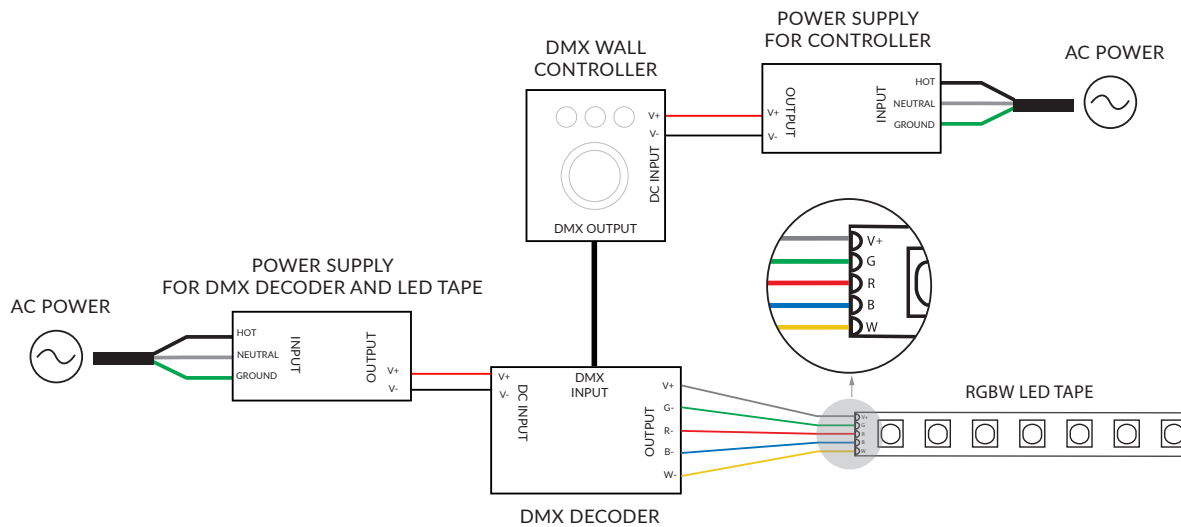 POWER SUPPLY
FOR CONTROLLER
DMX WALL
CONTROLLER
AC POWER
HOT
NEUTRAL
GROUND
INPUT
OUTPUT
V+
V-
V+
V-
DC INPUT
DMX OUTPUT
V+
G
R
B
W
POWER SUPPLY
FOR DMX DECODER AND LED TAPE
AC POWER
HOT
NEUTRAL
GROUND
INPUT
OUTPUT
V+
V-
V+
V-
DC INPUT
DMX
INPUT
OUTPUT
V+
G-
R-
B-
W-
RGBW LED TAPE
V+
G
R
B
W
DMX DECODER